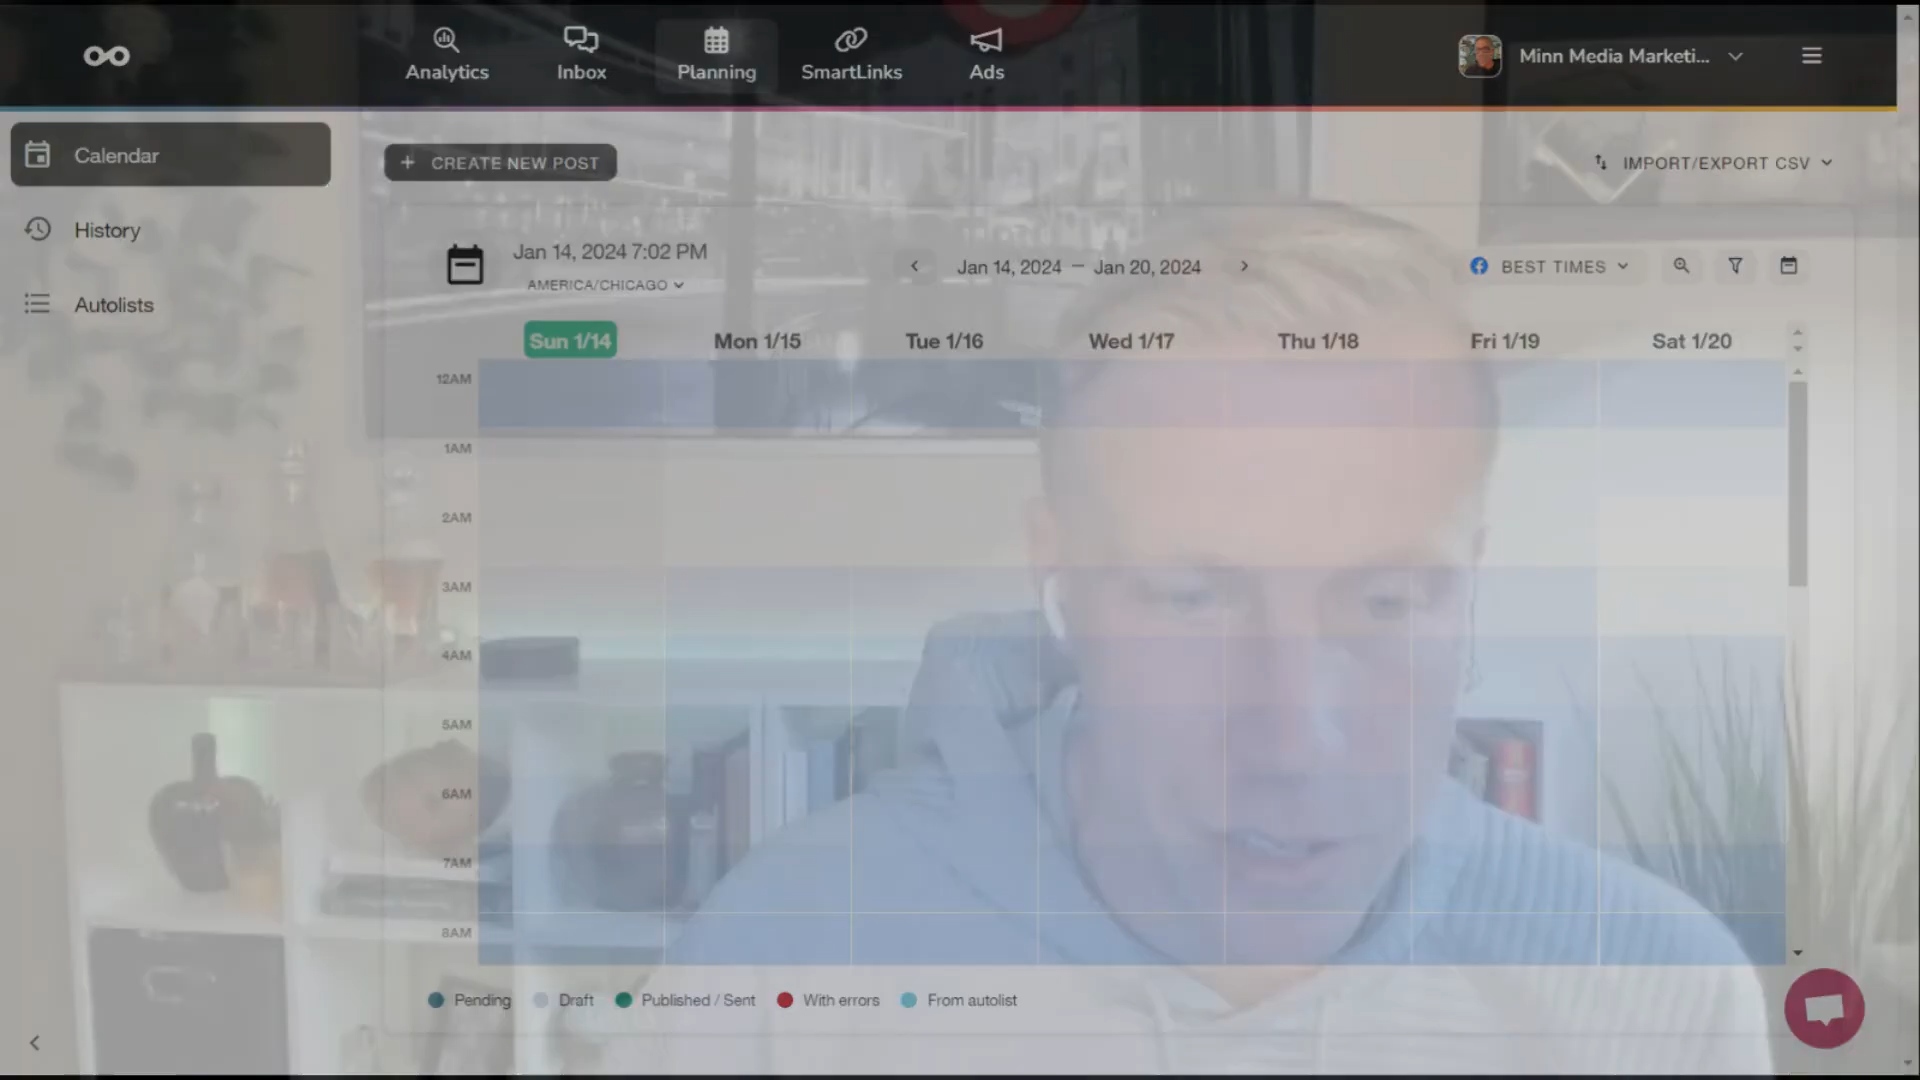 Analytics
Inbox
Planning
SmartLinks
Ads
Minn Media Marketi...
Calendar
History
Autolists
+ CREATE NEW POST
IMPORT/EXPORT CSV
Jan 14, 2024 7:02 PM
AMERICA/CHICAGO
Jan 14, 2024 – Jan 20, 2024
BEST TIMES
Sun 1/14
Mon 1/15
Tue 1/16
Wed 1/17
Thu 1/18
Fri 1/19
Sat 1/20
12AM
1AM
2AM
3AM
4AM
5AM
6AM
7AM
8AM
Pending
Draft
Published / Sent
With errors
From autolist